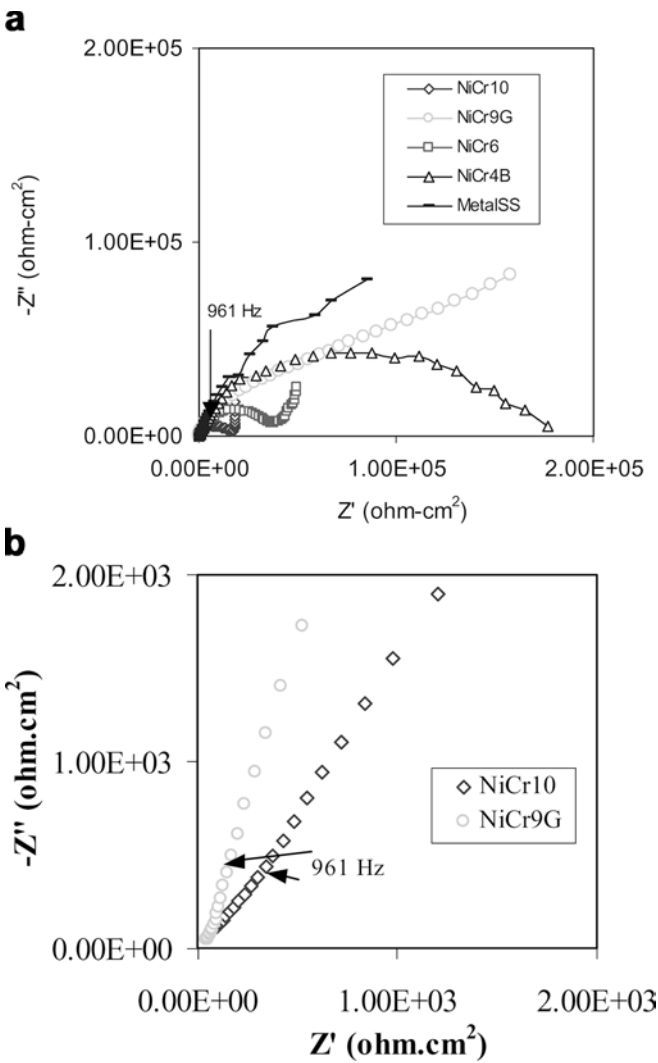 a
2.00E+05
NiCr10
NiCr9G
NiCr6
NiCr4B
MetalSS
-Z" (ohm-cm²)
1.00E+05
961 Hz
0.00E+00
0.00E+00 1.00E+05 2.00E+05
Z' (ohm-cm²)
b
2.00E+03
-Z" (ohm.cm²)
1.00E+03
NiCr10
NiCr9G
961 Hz
0.00E+00
0.00E+00 1.00E+03 2.00E+03
Z' (ohm.cm²)